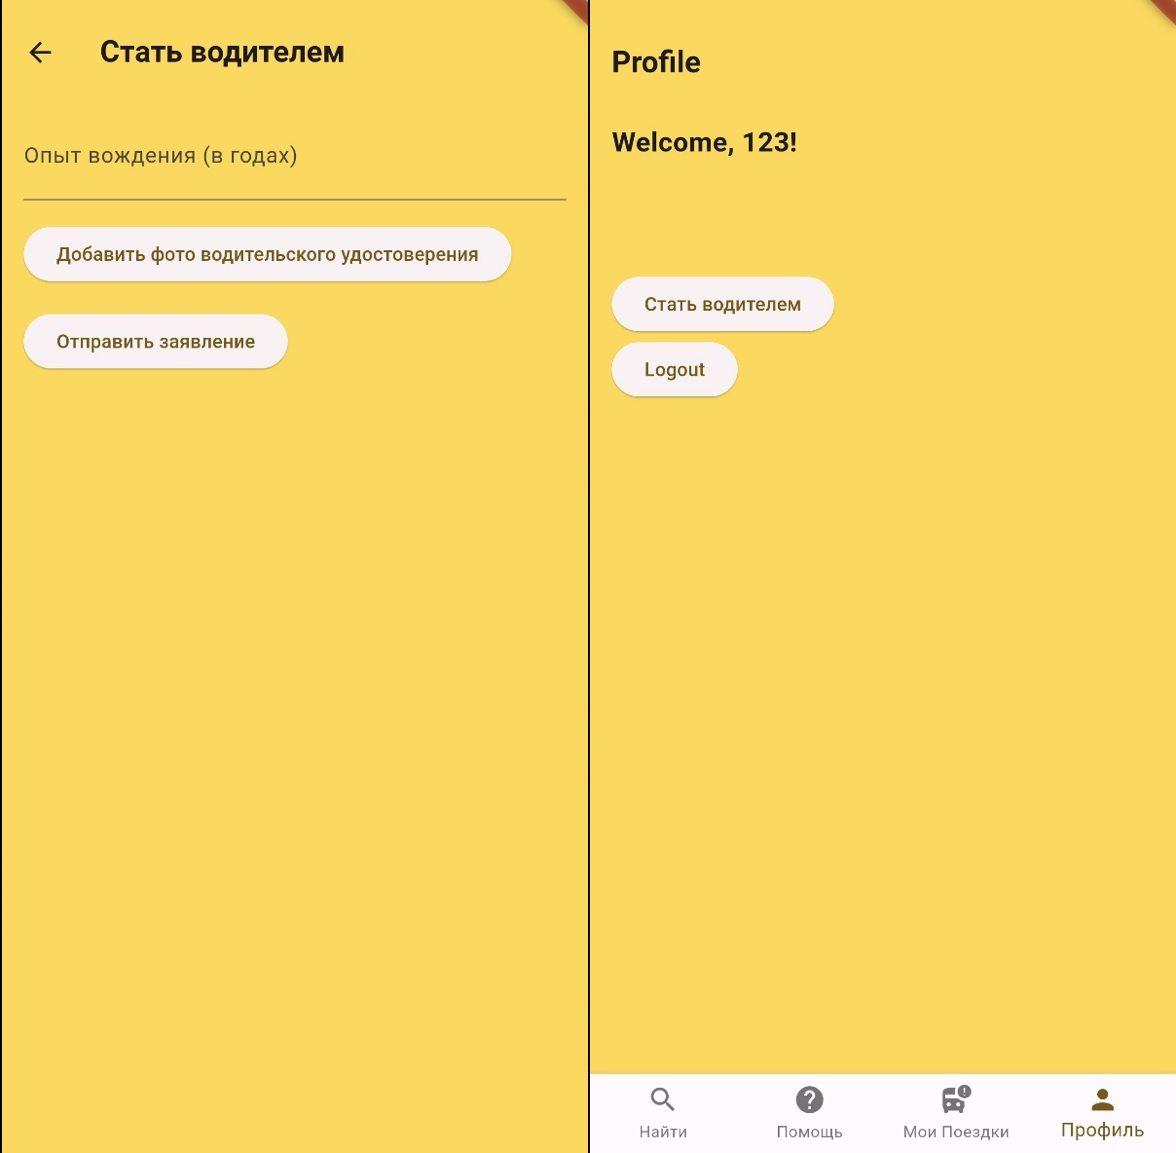 Стать водителем
Опыт вождения (в годах)
Добавить фото водительского удостоверения
Отправить заявление
Profile
Welcome, 123!
Стать водителем
Logout
Найти
Помощь
Мои Поездки
Профиль